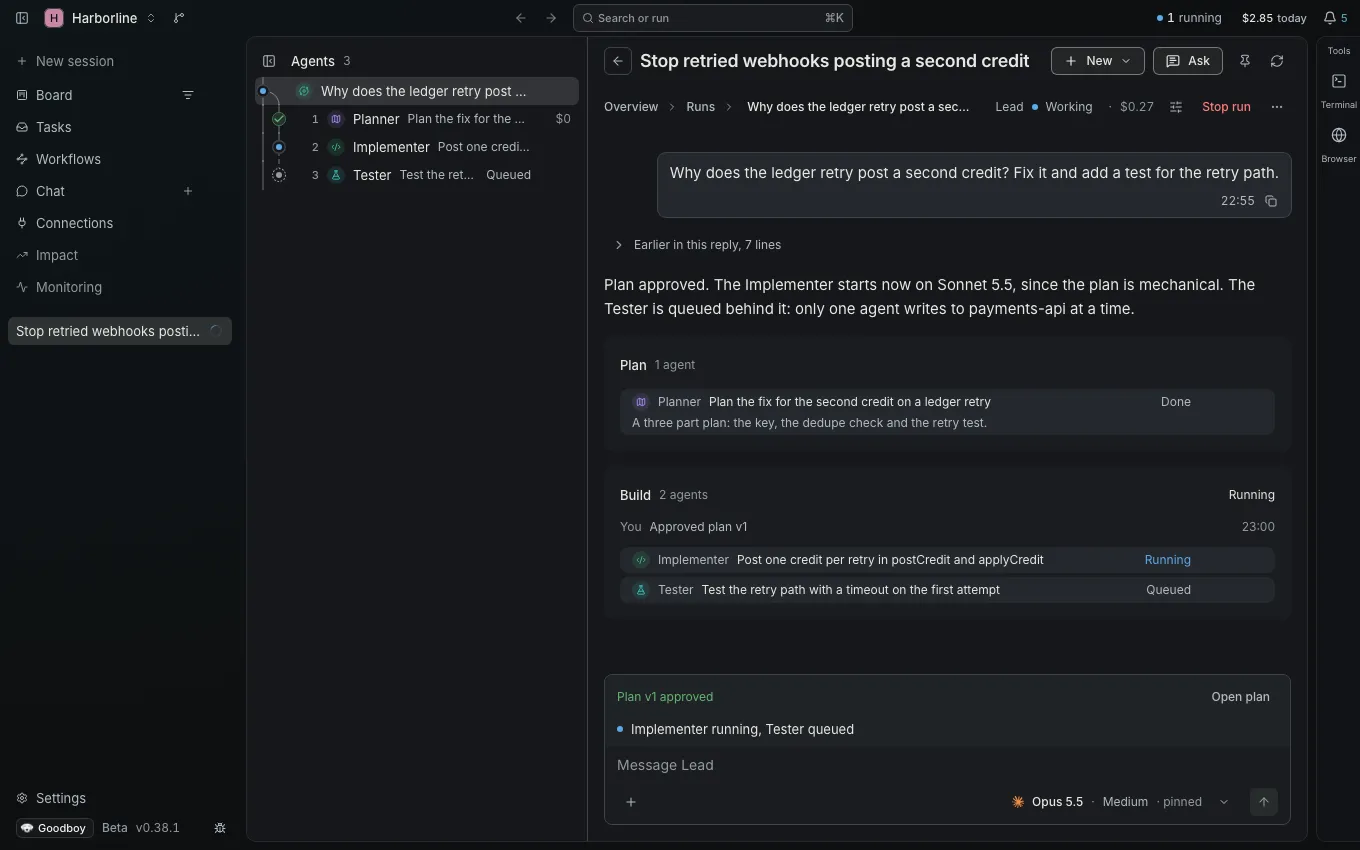 H Harborline
Search or run ⌘K
1 running $2.85 today 5
New session
Board
Tasks
Workflows
Chat
Connections
Impact
Monitoring
Stop retried webhooks posti...
Settings
Goodboy Beta v0.38.1
Agents 3
Why does the ledger retry post ...
1 Planner Plan the fix for the ... $0
2 Implementer Post one credi...
3 Tester Test the ret... Queued
Stop retried webhooks posting a second credit
New Ask
Overview Runs Why does the ledger retry post a sec... Lead Working · $0.27 Stop run
Why does the ledger retry post a second credit? Fix it and add a test for the retry path.
22:55
Earlier in this reply, 7 lines
Plan approved. The Implementer starts now on Sonnet 5.5, since the plan is mechanical. The
Tester is queued behind it: only one agent writes to payments-api at a time.
Plan 1 agent
Planner Plan the fix for the second credit on a ledger retry Done
A three part plan: the key, the dedupe check and the retry test.
Build 2 agents Running
You Approved plan v1 23:00
Implementer Post one credit per retry in postCredit and applyCredit Running
Tester Test the retry path with a timeout on the first attempt Queued
Plan v1 approved Open plan
Implementer running, Tester queued
Message Lead
Opus 5.5 · Medium · pinned
Tools
Terminal
Browser